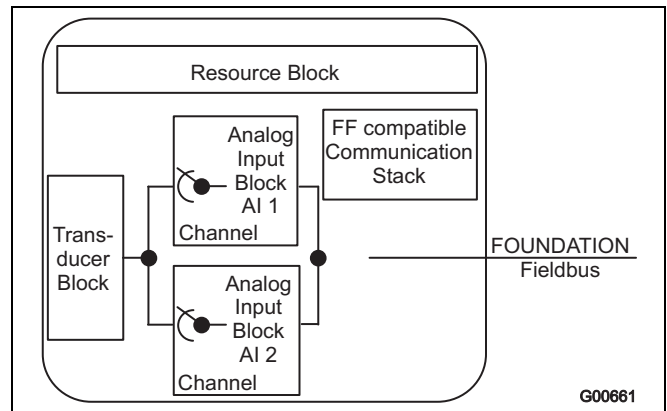 Resource Block
Analog
Input
Block
AI 1
Channel
FF compatible
Communication
Stack
Trans-
ducer
Block
Analog
Input
Block
AI 2
Channel
FOUNDATION
Fieldbus
G00661